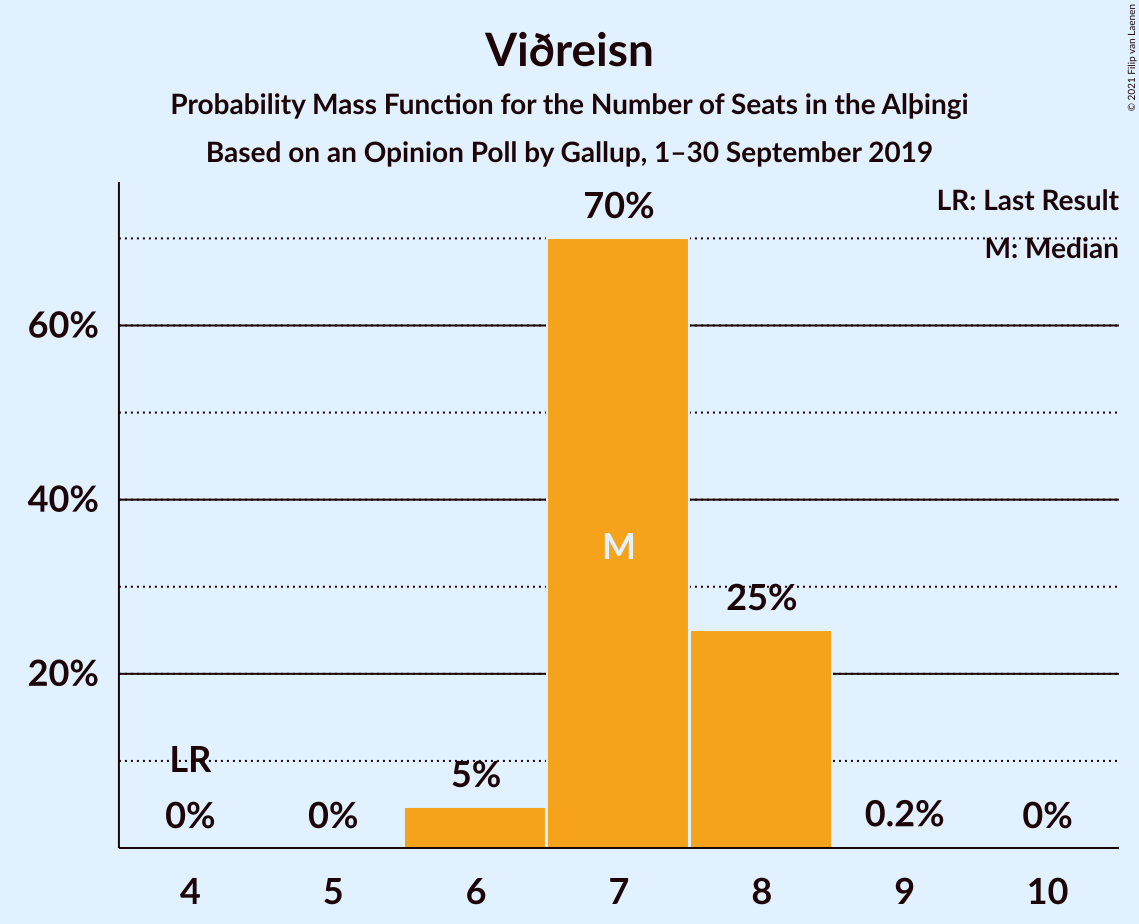 Viðreisn
Probability Mass Function for the Number of Seats in the Alþingi
Based on an Opinion Poll by Gallup, 1–30 September 2019
© 2021 Filip van Laenen
LR: Last Result
M: Median
70%
60%
40%
M
25%
20%
LR
5%
0%
0%
0.2%
0%
4
5
6
7
8
9
10